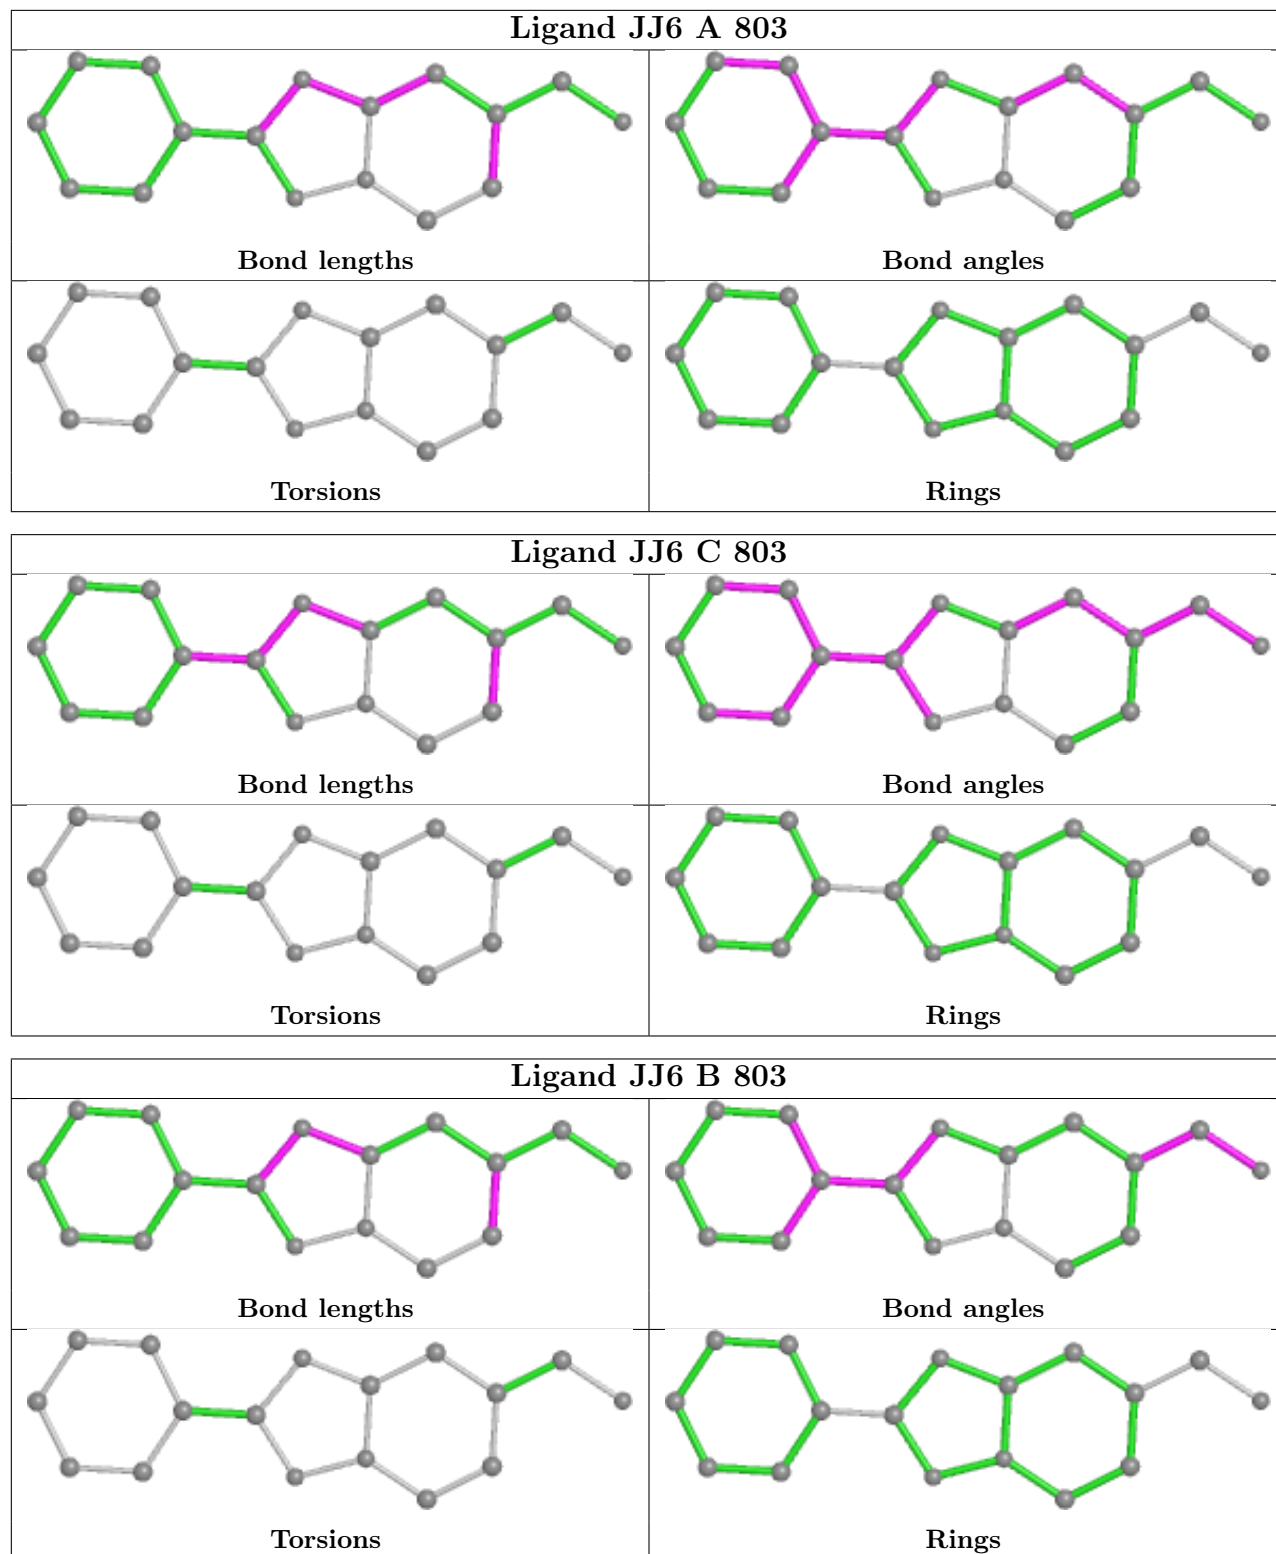 Ligand JJ6 A 803
Bond lengths
Bond angles
Torsions
Rings
Ligand JJ6 C 803
Bond lengths
Bond angles
Torsions
Rings
Ligand JJ6 B 803
Bond lengths
Bond angles
Torsions
Rings